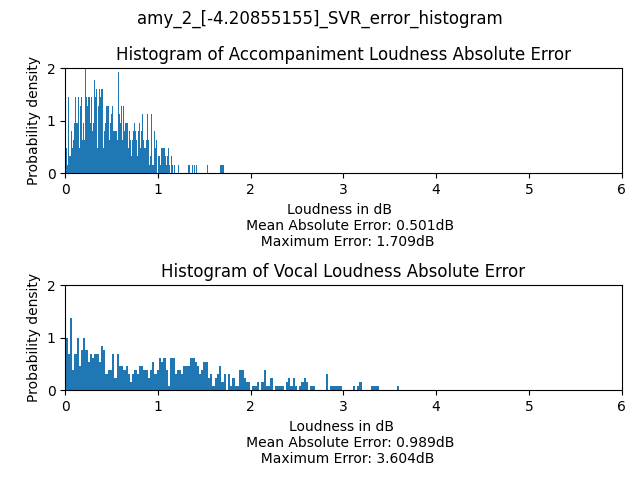 amy_2_[-4.20855155]_SVR_error_histogram
Histogram of Accompaniment Loudness Absolute Error
Probability density
2
1
0
0 1 2 3 4 5 6
Loudness in dB
Mean Absolute Error: 0.501dB
Maximum Error: 1.709dB
Histogram of Vocal Loudness Absolute Error
Probability density
2
1
0
0 1 2 3 4 5 6
Loudness in dB
Mean Absolute Error: 0.989dB
Maximum Error: 3.604dB